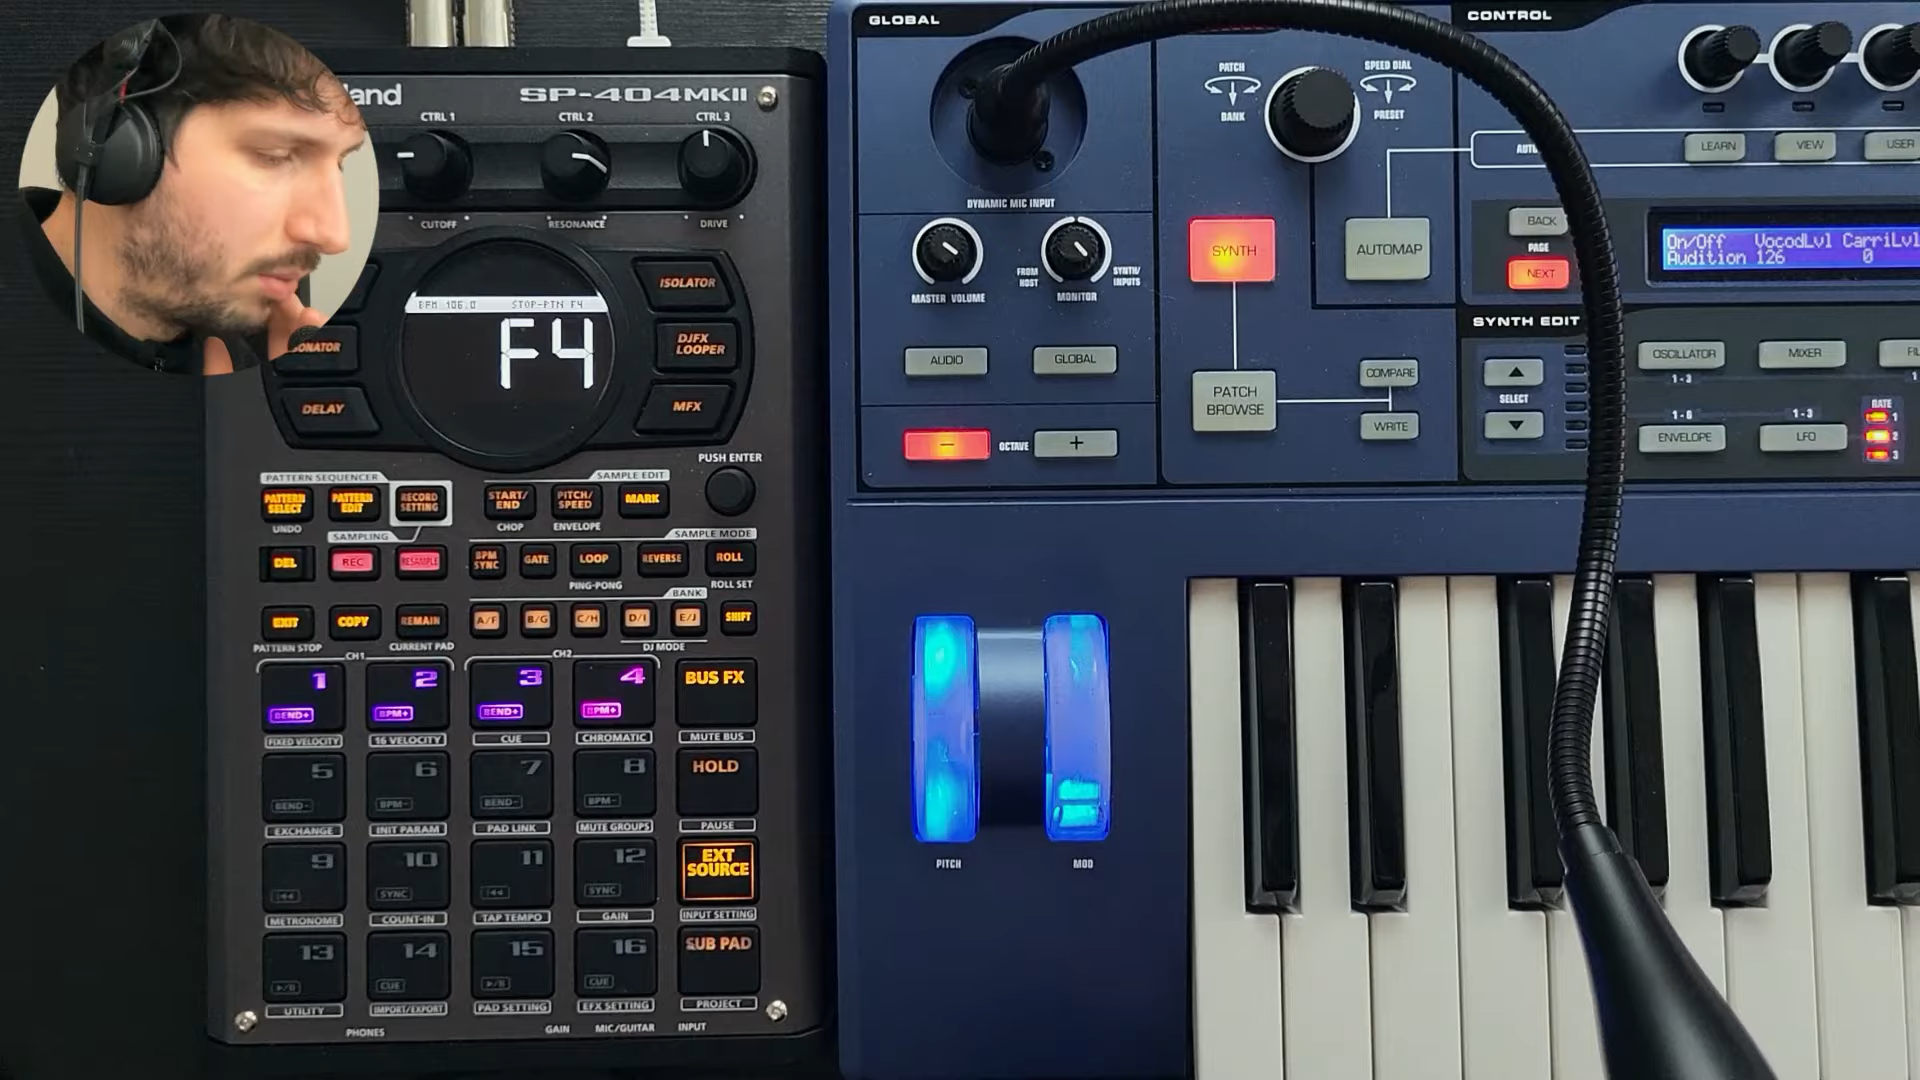 land
SP-404MKII
CTRL 1
CTRL 2
CTRL 3
CUTOFF
RESONANCE
DRIVE
ISOLATOR
BPM 106.0
STOP-PTN F4
F4
ONATOR
DJFX
LOOPER
DELAY
MFX
PUSH ENTER
PATTERN SEQUENCER
SAMPLE EDIT
PATTERN
SELECT
PATTERN
EDIT
RECORD
SETTING
START/
END
PITCH/
SPEED
MARK
UNDO
CHOP
ENVELOPE
SAMPLING
SAMPLE MODE
DEL
REC
RESAMPLE
BPM
SYNC
GATE
LOOP
REVERSE
ROLL
PING-PONG
ROLL SET
BANK
EXIT
COPY
REMAIN
A/F
B/G
C/H
D/I
E/J
SHIFT
PATTERN STOP
CURRENT PAD
DJ MODE
CH1
CH2
1
BEND+
2
BPM+
3
BEND+
4
BPM+
BUS FX
FIXED VELOCITY
16 VELOCITY
CUE
CHROMATIC
MUTE BUS
5
BEND-
6
BPM-
7
BEND-
8
BPM-
HOLD
EXCHANGE
INIT PARAM
PAD LINK
MUTE GROUPS
PAUSE
9
10
SYNC
11
12
SYNC
EXT
SOURCE
METRONOME
COUNT-IN
TAP TEMPO
GAIN
INPUT SETTING
13
14
CUE
15
16
CUE
SUB PAD
UTILITY
IMPORT/EXPORT
PAD SETTING
EFX SETTING
PROJECT
PHONES
GAIN
MIC/GUITAR
INPUT
GLOBAL
DYNAMIC MIC INPUT
MASTER VOLUME
FROM
HOST
SYNTH/
INPUTS
MONITOR
AUDIO
GLOBAL
OCTAVE
PATCH
BANK
SPEED DIAL
PRESET
SYNTH
AUTOMAP
PATCH
BROWSE
COMPARE
WRITE
PITCH
MOD
CONTROL
AUTO
LEARN
VIEW
USER
BACK
PAGE
NEXT
On/Off VocodLvl CarriLvl
Audition 126 0
SYNTH EDIT
SELECT
OSCILLATOR
1-3
MIXER
FIL
1
1-6
ENVELOPE
1-3
LFO
RATE
1
2
3